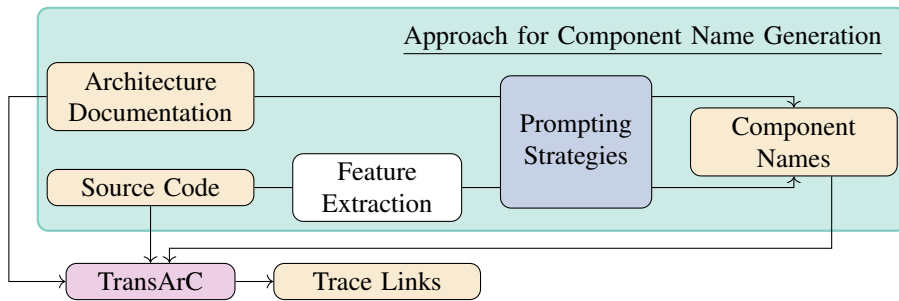 Approach for Component Name Generation
Architecture
Documentation
Prompting
Strategies
Component
Names
Source Code
Feature
Extraction
TransArC
Trace Links